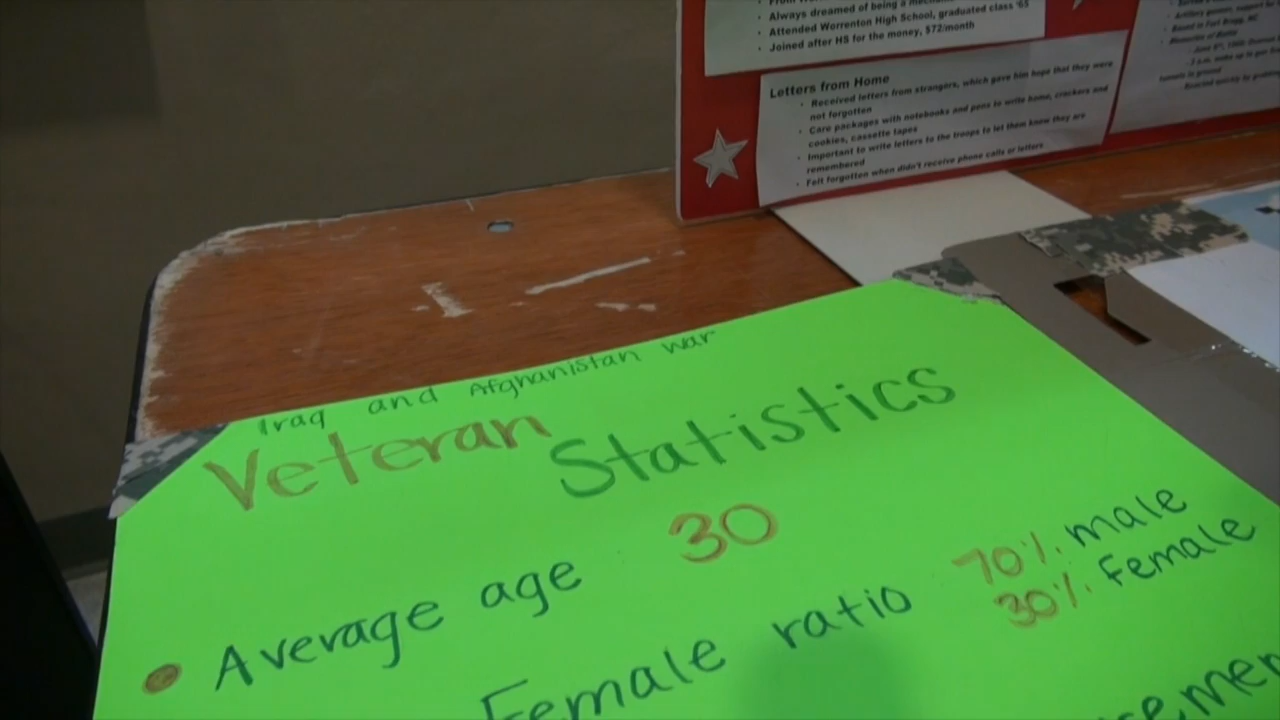 Always dreamed of being a
Attended Worrenton High School, graduated class '65
Joined after HS for the money, $72/month
Letters from Home
Received letters from strangers, which gave him hope that they were
not forgotten
Care packages with notebooks and pens to write home, crackers and
cookies, cassette tapes
Important to write letters to the troops to let them know they are
remembered
Felt forgotten when didn't receive phone calls or letters
Based in Fort Bragg, NC
Iraq and Afghanistan war
Veteran Statistics
Average age 30
Female ratio 70% male
30% Female